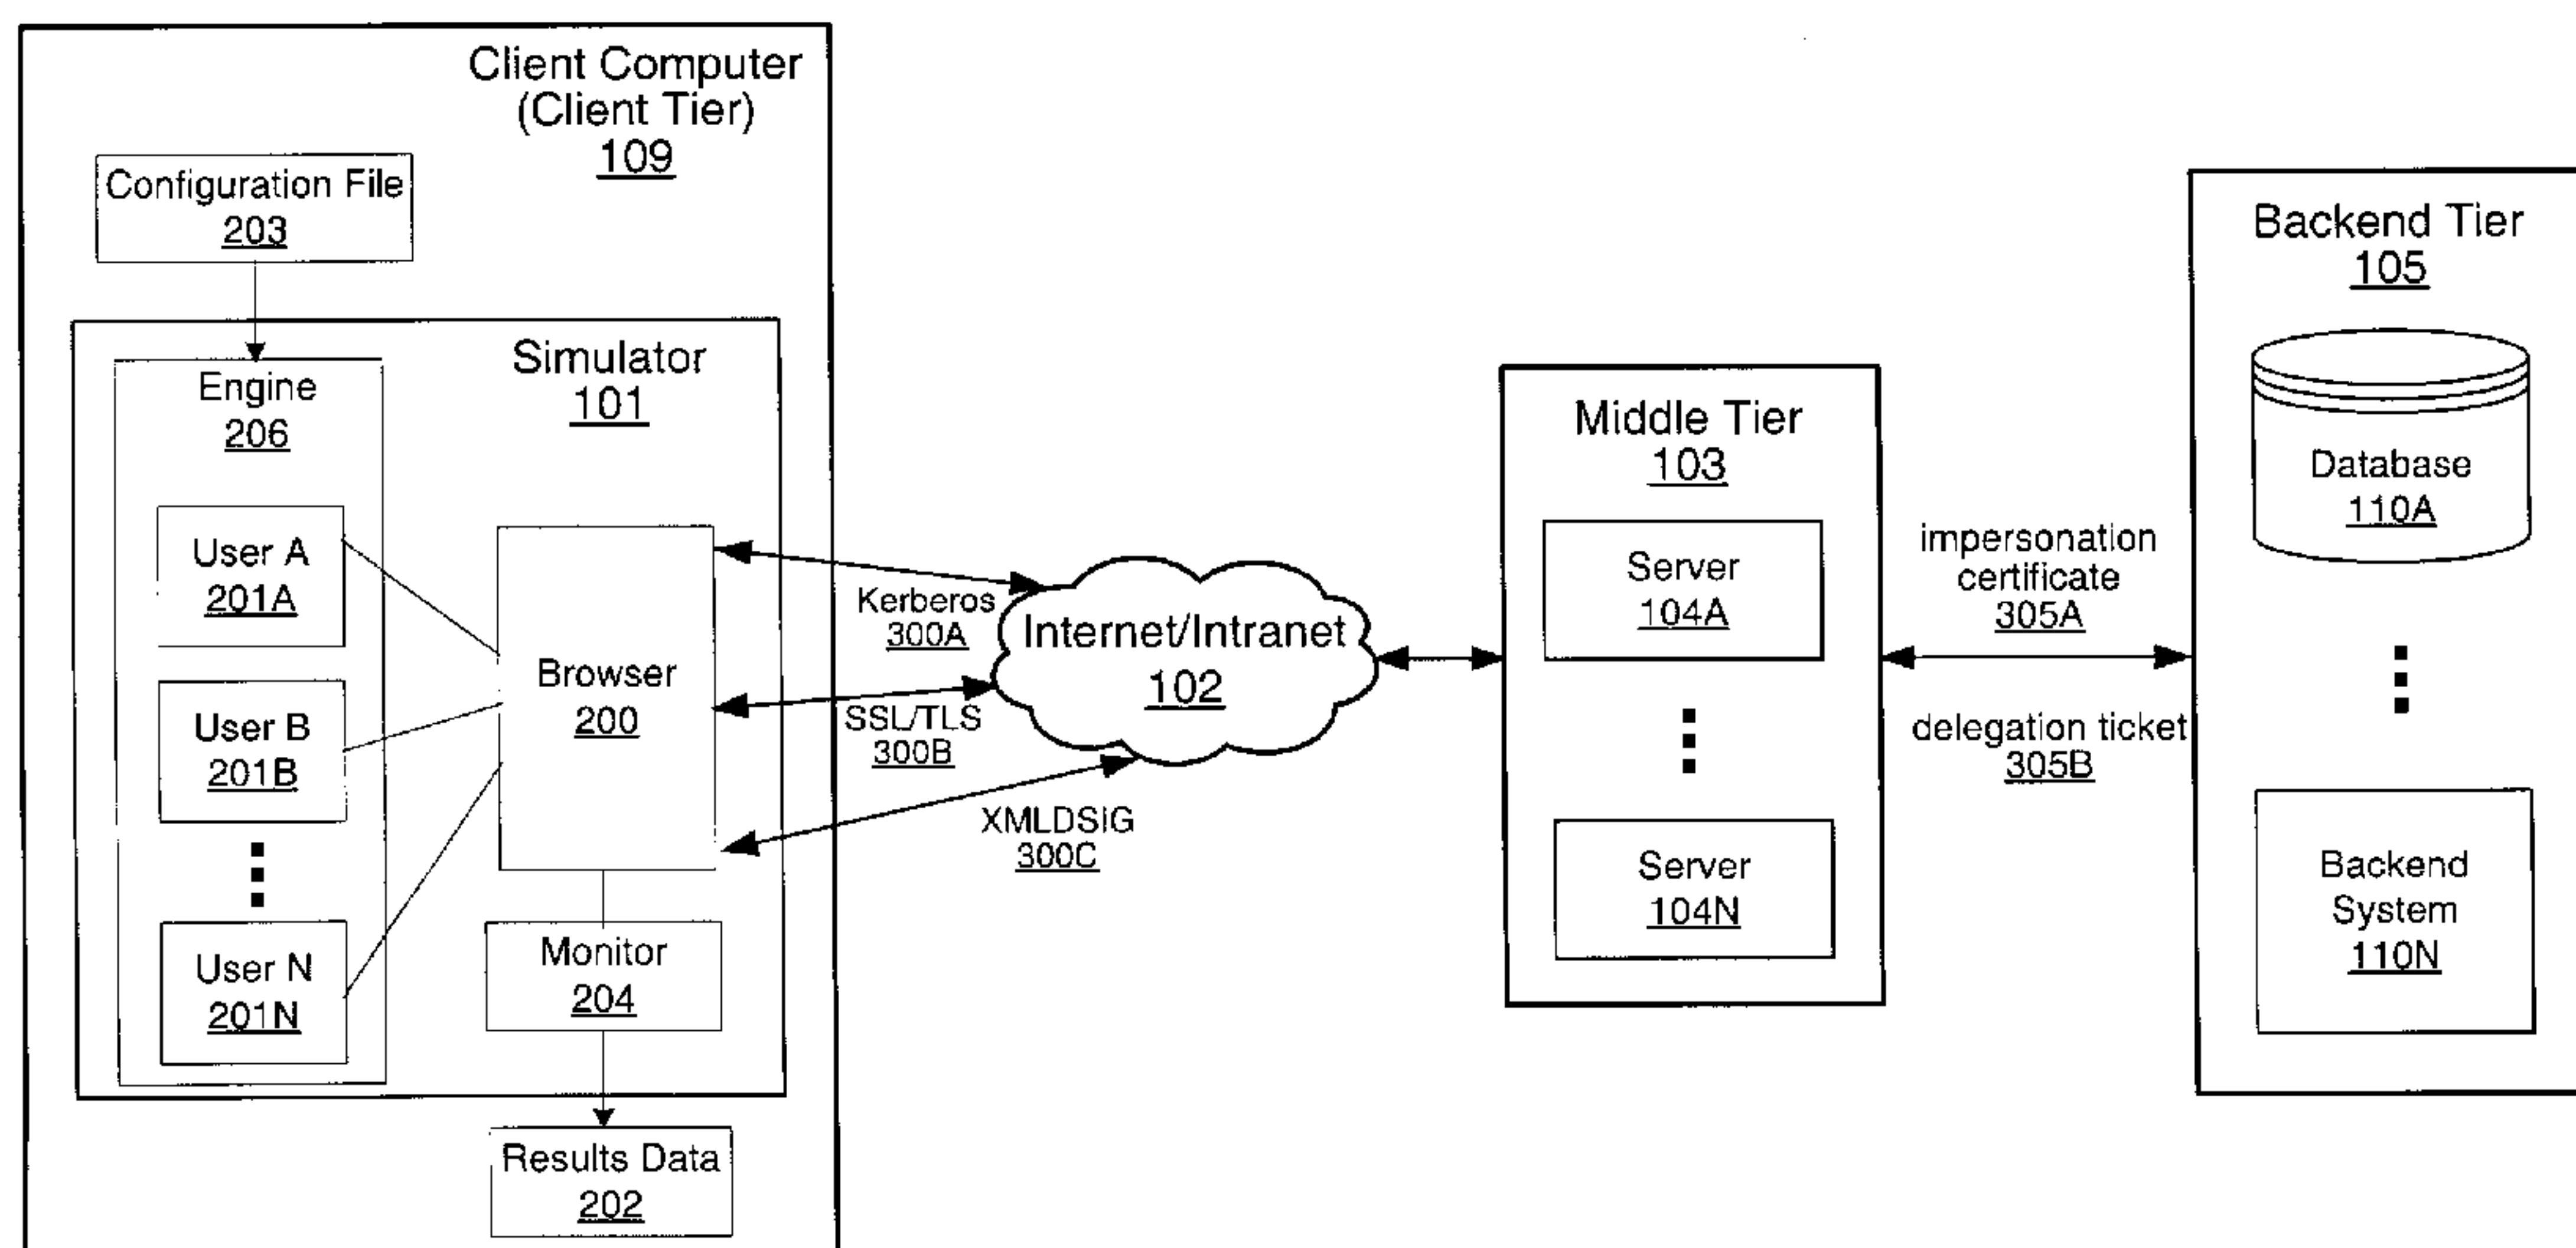 Client Computer
(Client Tier)
109
Configuration File
203
Simulator
101
Engine
206
User A
201A
User B
201B
User N
201N
Browser
200
Monitor
204
Results Data
202
Kerberos
300A
SSL/TLS
300B
XMLDSIG
300C
Internet/Intranet
102
Middle Tier
103
Server
104A
Server
104N
impersonation
certificate
305A
delegation ticket
305B
Backend Tier
105
Database
110A
Backend
System
110N